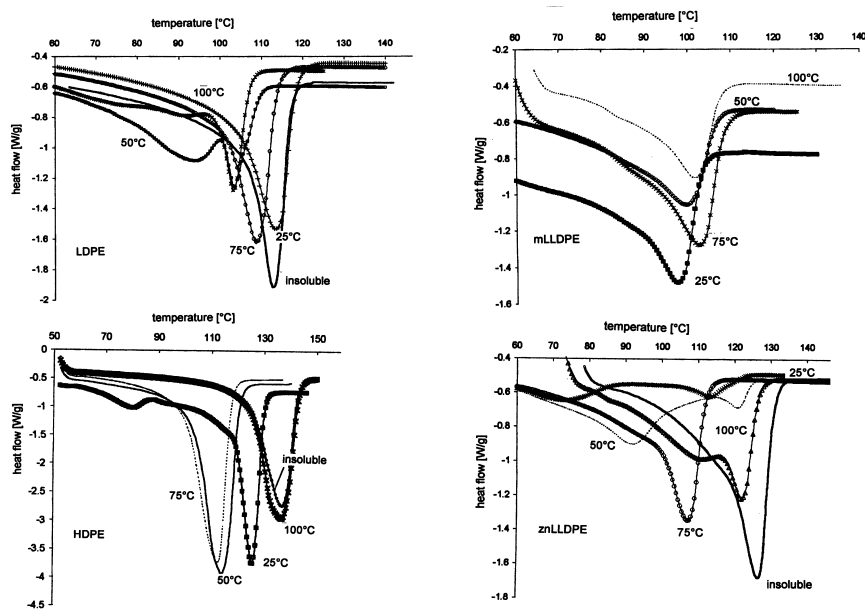 temperature [°C]
60 70 80 90 100 110 120 130 140
-0.4
-0.6
-0.8
-1
-1.2
-1.4
-1.6
-1.8
-2
heat flow [W/g]
100°C
50°C
75°C
25°C
insoluble
LDPE
temperature [°C]
60 70 80 90 100 110 120 130 140
-0.2
-0.4
-0.6
-0.8
-1
-1.2
-1.4
-1.6
heat flow [W/g]
100°C
50°C
75°C
25°C
mLLDPE
temperature [°C]
50 70 90 110 130 150
0
-0.5
-1
-1.5
-2
-2.5
-3
-3.5
-4
-4.5
heat flow [W/g]
insoluble
75°C
100°C
25°C
50°C
HDPE
temperature [°C]
60 70 80 90 100 110 120 130 140
-0.4
-0.6
-0.8
-1
-1.2
-1.4
-1.6
-1.8
heat flow [W/g]
25°C
50°C
100°C
75°C
insoluble
znLLDPE